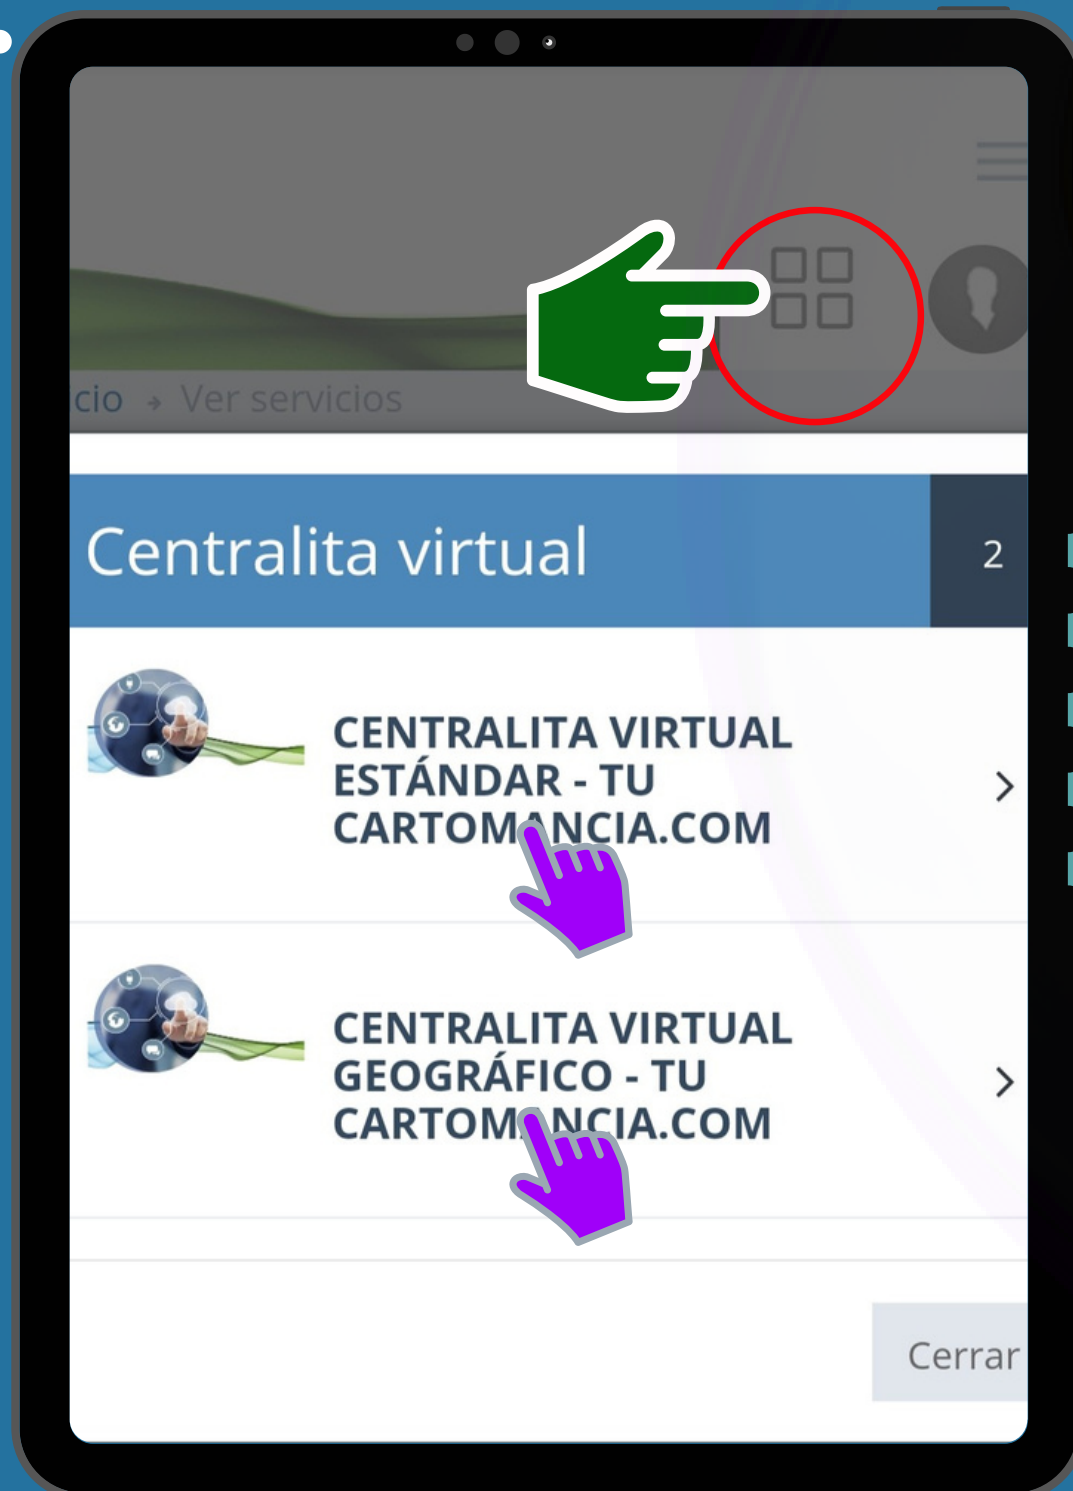 cio → Ver servicios
Centralita virtual
2
CENTRALITA VIRTUAL
ESTÁNDAR - TU
CARTOMANCIA.COM
CENTRALITA VIRTUAL
GEOGRÁFICO - TU
CARTOMANCIA.COM
Cerrar